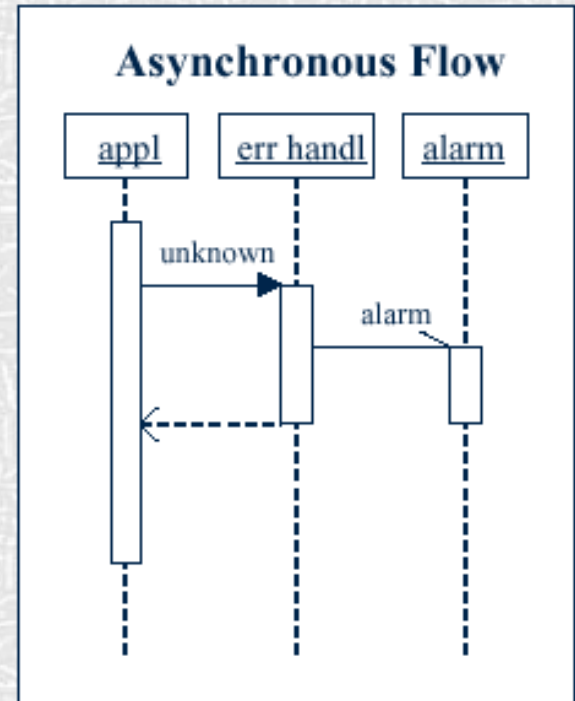 Asynchronous Flow
appl
err handl
alarm
unknown
alarm